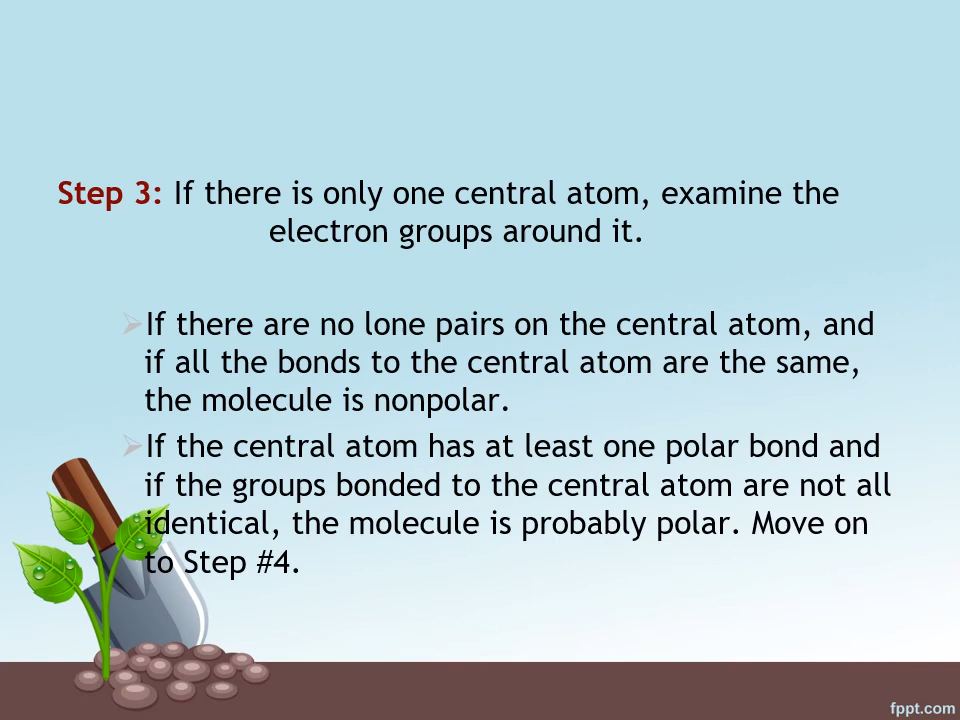 Step 3: If there is only one central atom, examine the
electron groups around it.
If there are no lone pairs on the central atom, and
if all the bonds to the central atom are the same,
the molecule is nonpolar.
If the central atom has at least one polar bond and
if the groups bonded to the central atom are not all
identical, the molecule is probably polar. Move on
to Step #4.
fppt.com